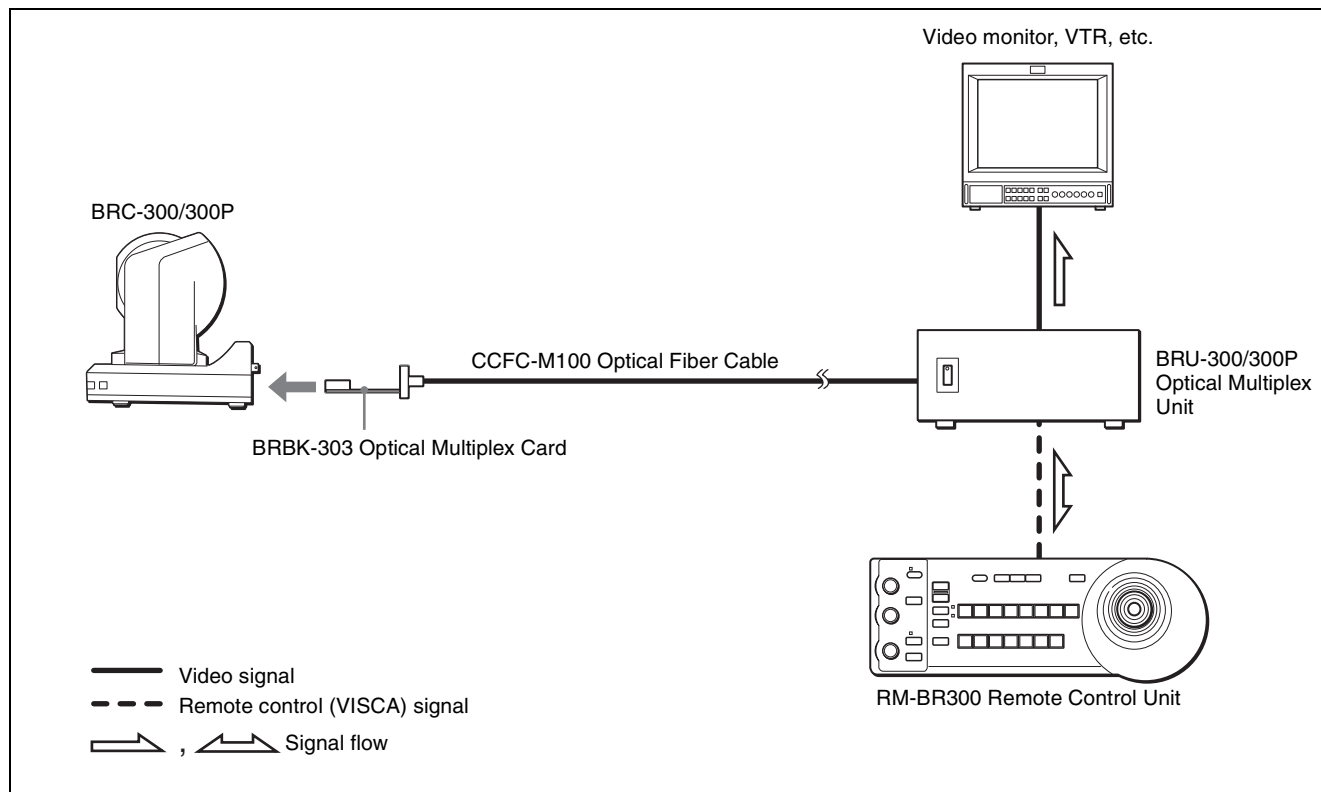 Video monitor, VTR, etc.
BRC-300/300P
CCFC-M100 Optical Fiber Cable
BRU-300/300P
Optical Multiplex
Unit
BRBK-303 Optical Multiplex Card
RM-BR300 Remote Control Unit
Video signal
Remote control (VISCA) signal
, Signal flow